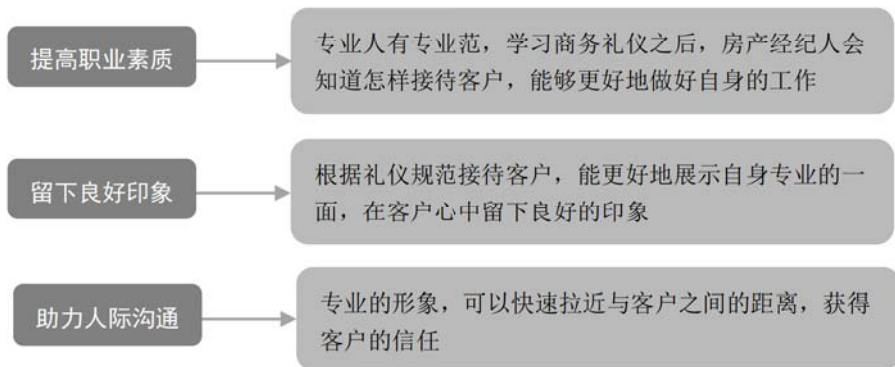 提高职业素质
专业人有专业范，学习商务礼仪之后，房产经纪人会
知道怎样接待客户，能够更好地做好自身的工作
留下良好印象
根据礼仪规范接待客户，能更好地展示自身专业的一
面，在客户心中留下良好的印象
助力人际沟通
专业的形象，可以快速拉近与客户之间的距离，获得
客户的信任